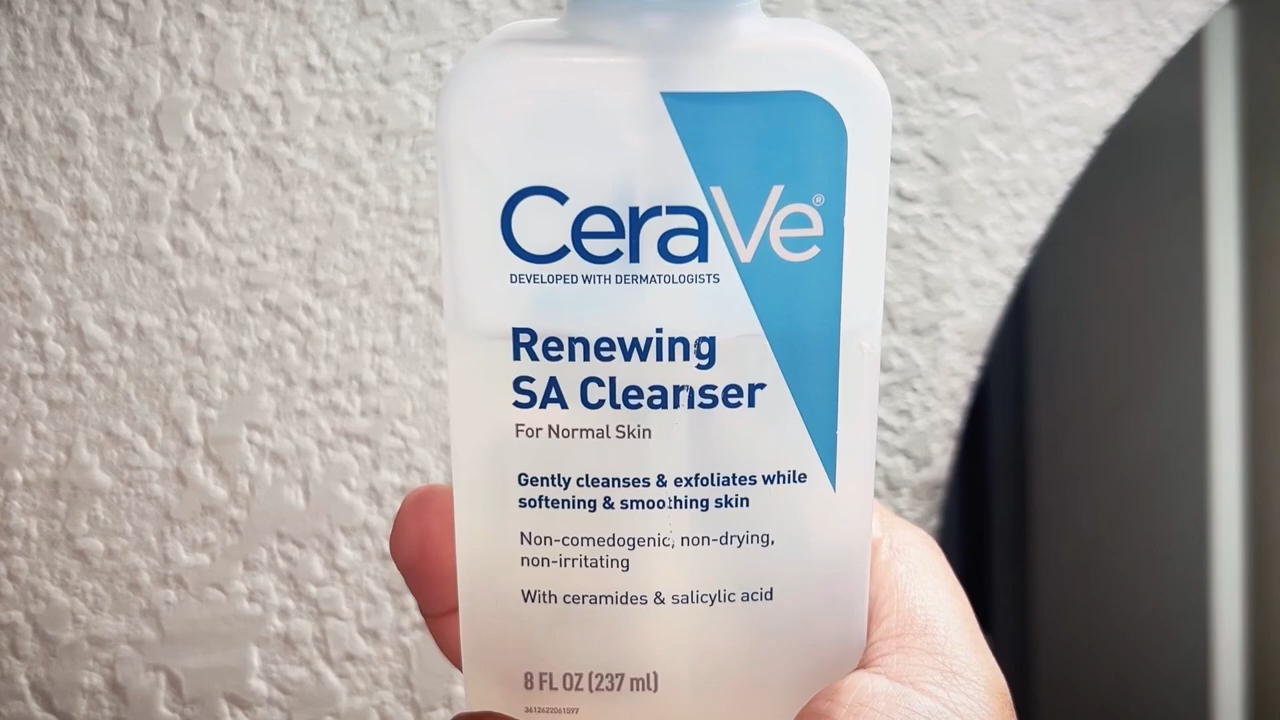 CeraVe®
DEVELOPED WITH DERMATOLOGISTS
Renewing
SA Cleanser
For Normal Skin
Gently cleanses & exfoliates while
softening & smoothing skin
Non-comedogenic, non-drying,
non-irritating
With ceramides & salicylic acid
8 FL OZ (237 ml)
3612622061597